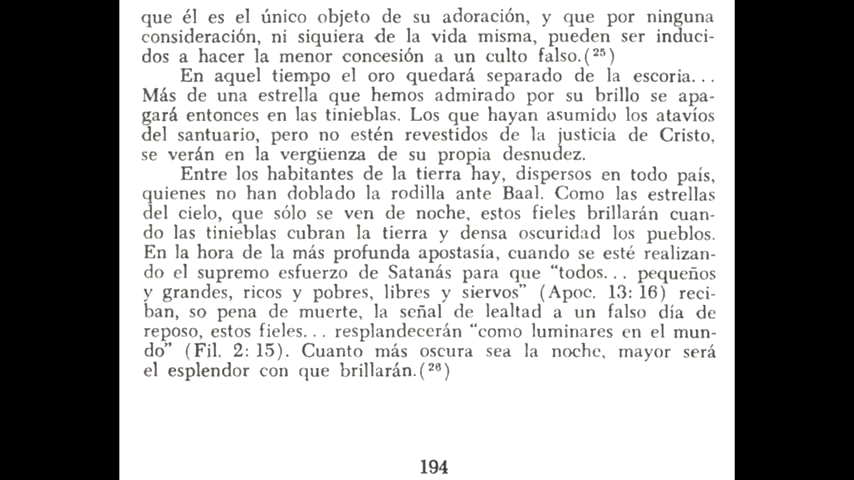 que él es el único objeto de su adoración, y que por ninguna
consideración, ni siquiera de la vida misma, pueden ser induci-
dos a hacer la menor concesión a un culto falso.(²⁵)
En aquel tiempo el oro quedará separado de la escoria...
Más de una estrella que hemos admirado por su brillo se apa-
gará entonces en las tinieblas. Los que hayan asumido los atavíos
del santuario, pero no estén revestidos de la justicia de Cristo,
se verán en la vergüenza de su propia desnudez.
Entre los habitantes de la tierra hay, dispersos en todo país,
quienes no han doblado la rodilla ante Baal. Como las estrellas
del cielo, que sólo se ven de noche, estos fieles brillarán cuan-
do las tinieblas cubran la tierra y densa oscuridad los pueblos.
En la hora de la más profunda apostasía, cuando se esté realizan-
do el supremo esfuerzo de Satanás para que “todos... pequeños
y grandes, ricos y pobres, libres y siervos” (Apoc. 13: 16) reci-
ban, so pena de muerte, la señal de lealtad a un falso día de
reposo, estos fieles... resplandecerán “como luminares en el mun-
do” (Fil. 2: 15). Cuanto más oscura sea la noche, mayor será
el esplendor con que brillarán.(²⁶)
194